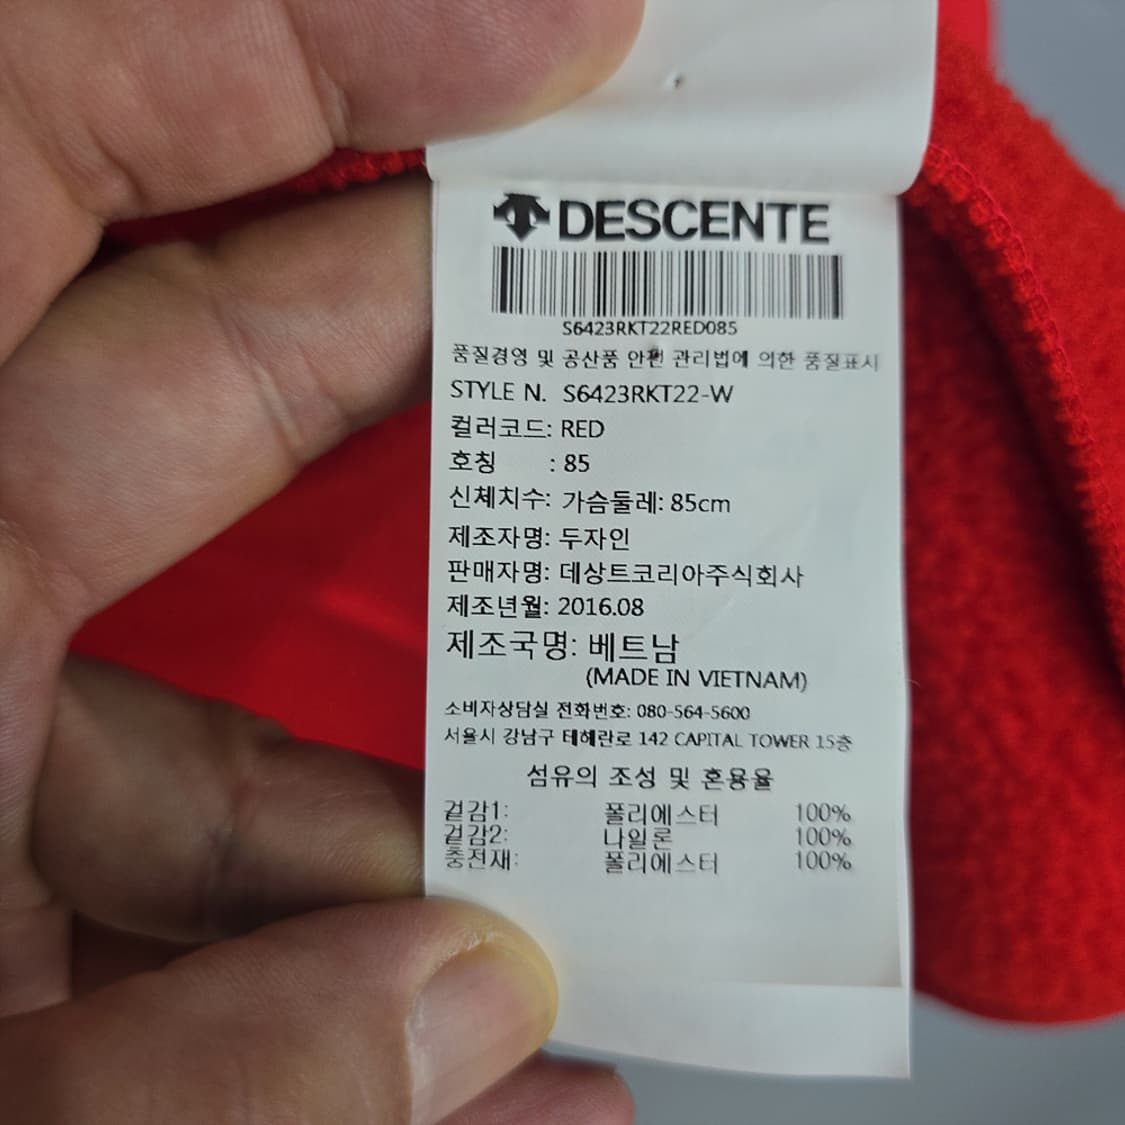 DESCENTE
S6423RKT22RED085
품질경영 및 공산품 안전 관리법에 의한 품질표시
STYLE N. S6423RKT22-W
컬러코드: RED
호칭 : 85
신체치수: 가슴둘레: 85cm
제조자명: 두자인
판매자명: 데상트코리아주식회사
제조년월: 2016.08
제조국명: 베트남
(MADE IN VIETNAM)
소비자상담실 전화번호: 080-564-5600
서울시 강남구 테헤란로 142 CAPITAL TOWER 15층
섬유의 조성 및 혼용율
겉감1: 폴리에스터 100%
겉감2: 나일론 100%
충전재: 폴리에스터 100%